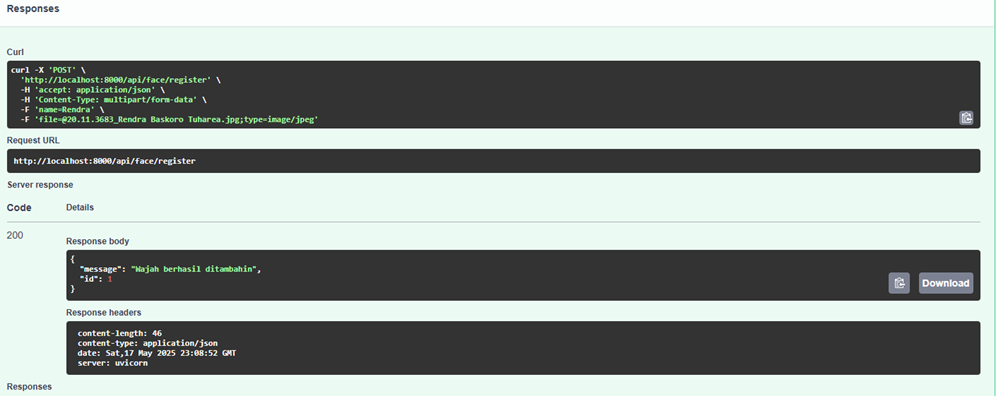 Responses
Curl
curl -X 'POST' \
'http://localhost:8000/api/face/register' \
-H 'accept: application/json' \
-H 'Content-Type: multipart/form-data' \
-F 'name=Rendra' \
-F 'file=@20.11.3683_Rendra Baskoro Tuharea.jpg;type=image/jpeg'
Request URL
http://localhost:8000/api/face/register
Server response
Code Details
200
Response body
{
"message": "Wajah berhasil ditambahin",
"id": 1
}
Download
Response headers
content-length: 46
content-type: application/json
date: Sat,17 May 2025 23:08:52 GMT
server: uvicorn
Responses